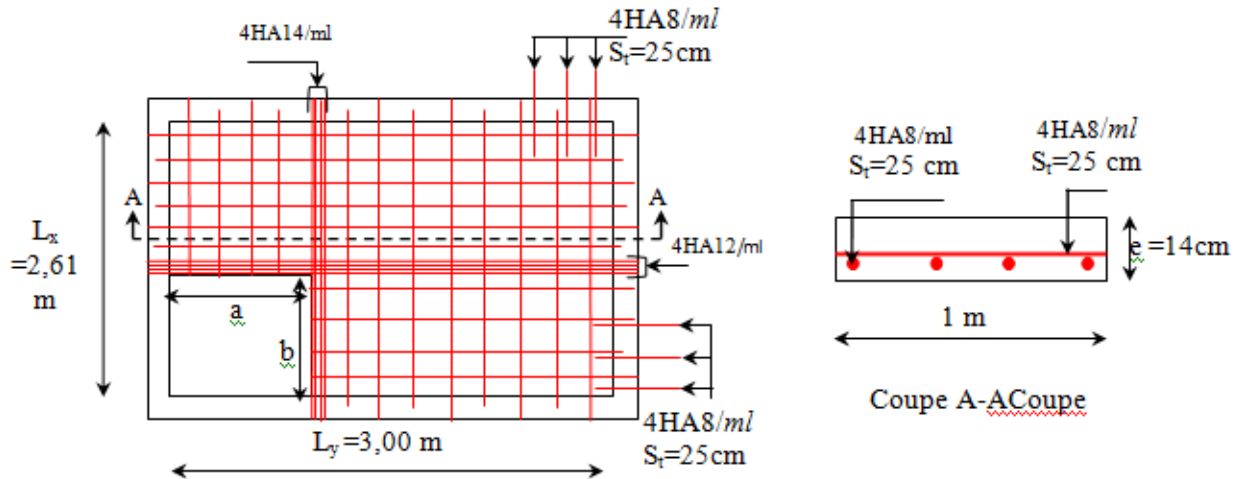 4HA14/ml
4HA8/ml
St=25cm
A
A
Lx
=2,61
m
4HA12/ml
a
b
4HA8/ml
St=25cm
Ly=3,00 m
4HA8/ml
St=25 cm
4HA8/ml
St=25 cm
e =14cm
1 m
Coupe A-ACoupe